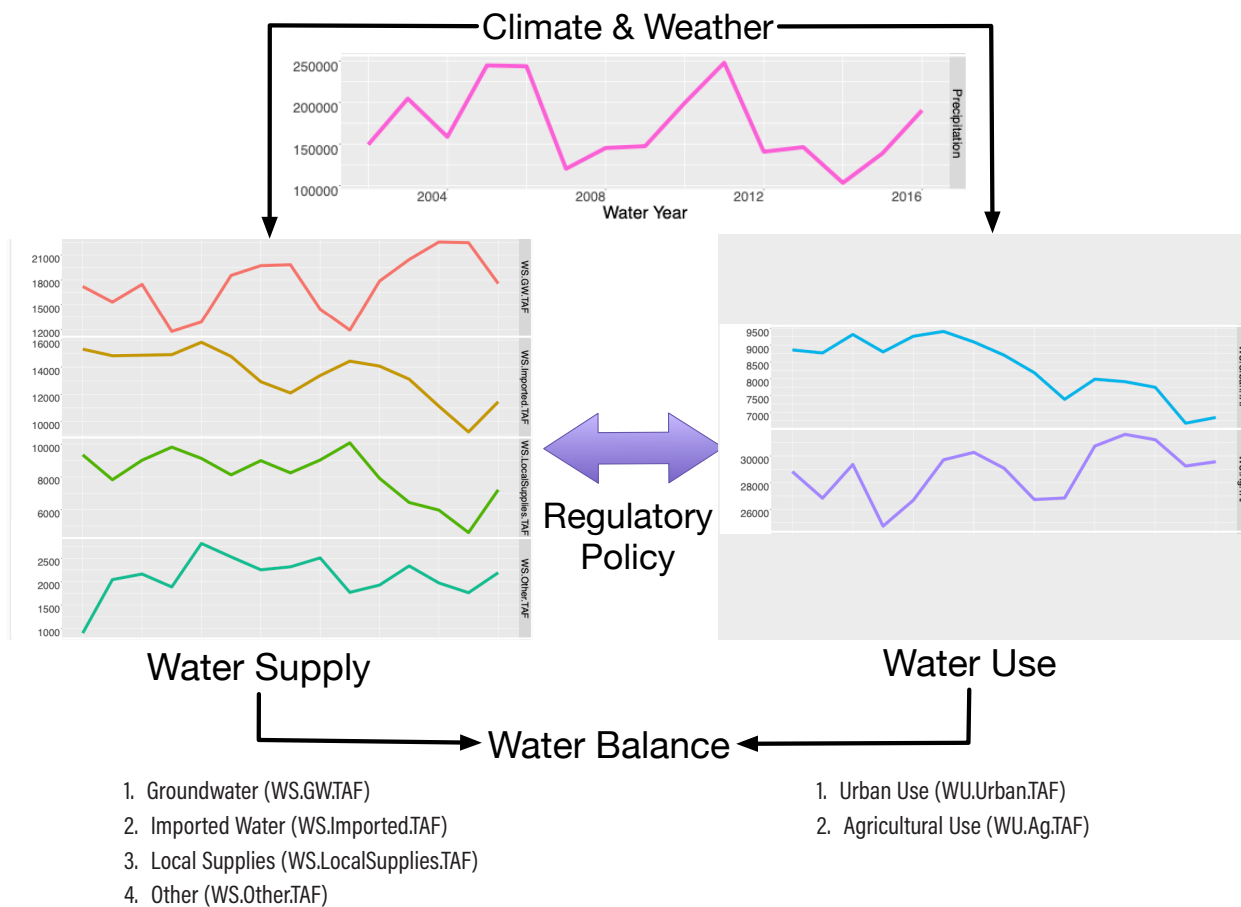 Climate & Weather
250000
200000
150000
100000
Precipitation
2004
2008
2012
2016
Water Year
21000
18000
15000
12000
WS.GW.TAF
16000
14000
12000
10000
WS.Imported.TAF
10000
8000
6000
WS.LocalSupplies.TAF
2500
2000
1500
1000
WS.Other.TAF
9500
9000
8500
8000
7500
7000
30000
28000
26000
Regulatory
Policy
Water Supply
Water Use
Water Balance
1. Groundwater (WS.GW.TAF)
2. Imported Water (WS.Imported.TAF)
3. Local Supplies (WS.LocalSupplies.TAF)
4. Other (WS.Other.TAF)
1. Urban Use (WU.Urban.TAF)
2. Agricultural Use (WU.Ag.TAF)